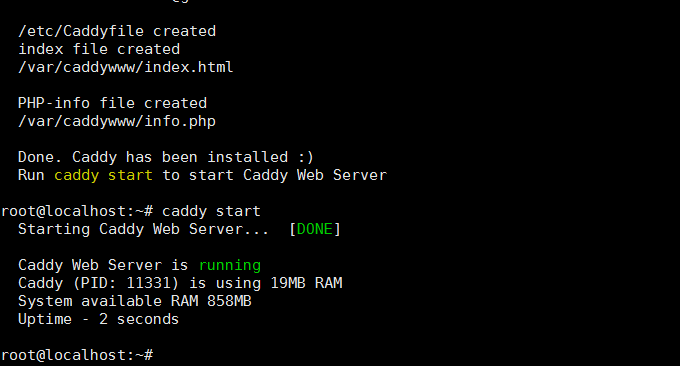 /etc/Caddyfile created
index file created
/var/caddywww/index.html
PHP-info file created
/var/caddywww/info.php
Done. Caddy has been installed :)
Run caddy start to start Caddy Web Server
root@localhost:~# caddy start
Starting Caddy Web Server... [DONE]
Caddy Web Server is running
Caddy (PID: 11331) is using 19MB RAM
System available RAM 858MB
Uptime - 2 seconds
root@localhost:~#